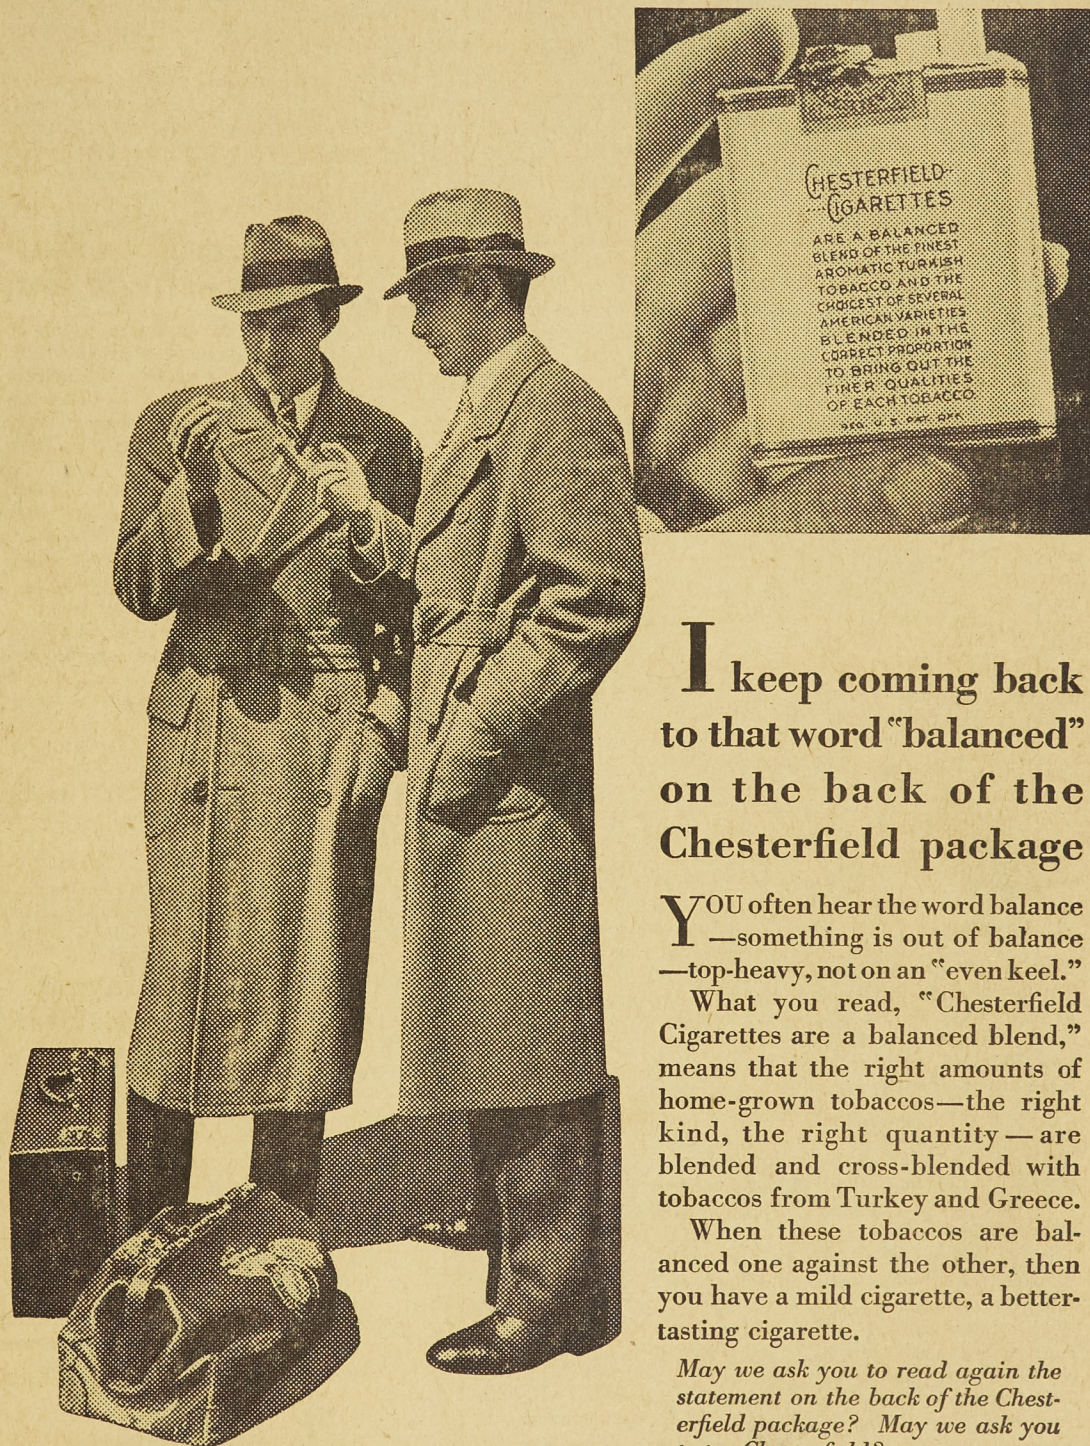 CHESTERFIELD
CIGARETTES
ARE A BALANCED
BLEND OF THE FINEST
AROMATIC TURKISH
TOBACCO AND THE
CHOICEST OF SEVERAL
AMERICAN VARIETIES
BLENDED IN THE
CORRECT PROPORTION
TO BRING OUT THE
FINER QUALITIES
OF EACH TOBACCO
REG. U.S. PAT. OFF.
I keep coming back
to that word "balanced"
on the back of the
Chesterfield package
YOU often hear the word balance
—something is out of balance
—top-heavy, not on an "even keel."
What you read, "Chesterfield
Cigarettes are a balanced blend,"
means that the right amounts of
home-grown tobaccos—the right
kind, the right quantity — are
blended and cross-blended with
tobaccos from Turkey and Greece.
When these tobaccos are bal-
anced one against the other, then
you have a mild cigarette, a better-
tasting cigarette.
May we ask you to read again the
statement on the back of the Chest-
erfield package? May we ask you